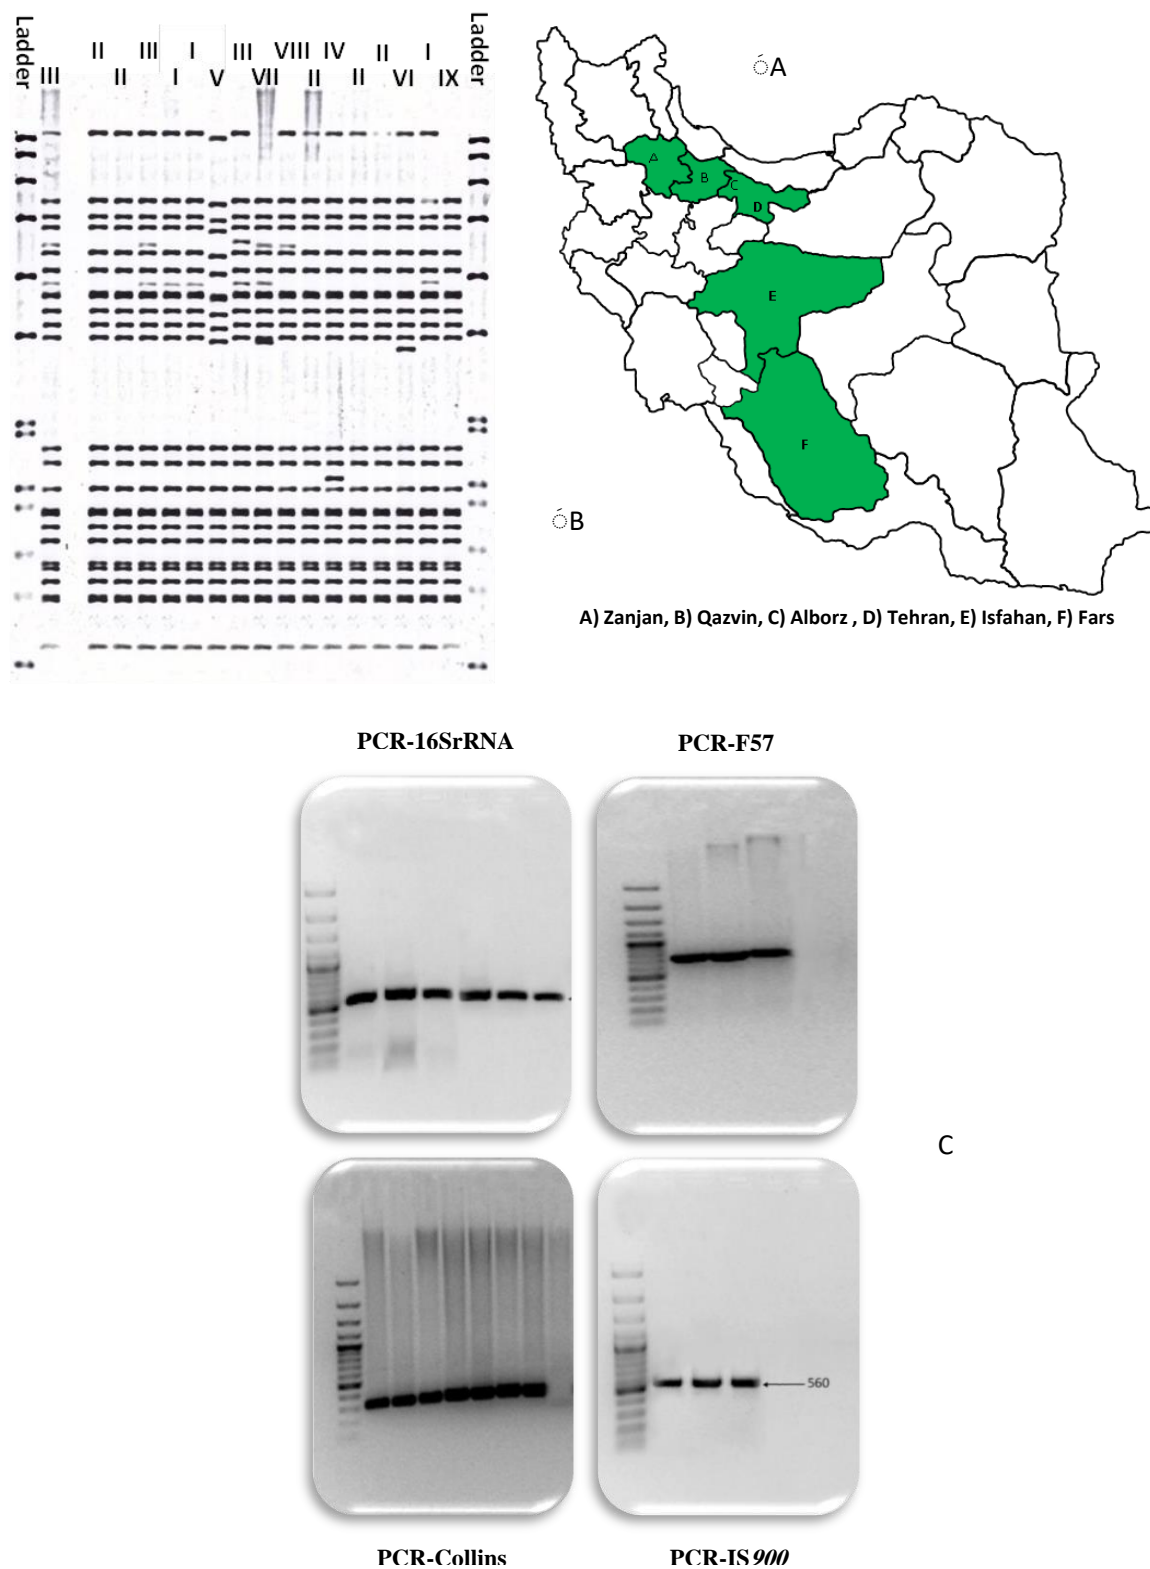 Ladder
III
II
II
III
I
I
V
III
VII
VIII
II
IV
II
II
VI
I
IX
Ladder
A
A
B
C
D
E
F
B
A) Zanjan, B) Qazvin, C) Alborz , D) Tehran, E) Isfahan, F) Fars
PCR-16SrRNA
PCR-F57
C
560
PCR-Collins
PCR-IS900